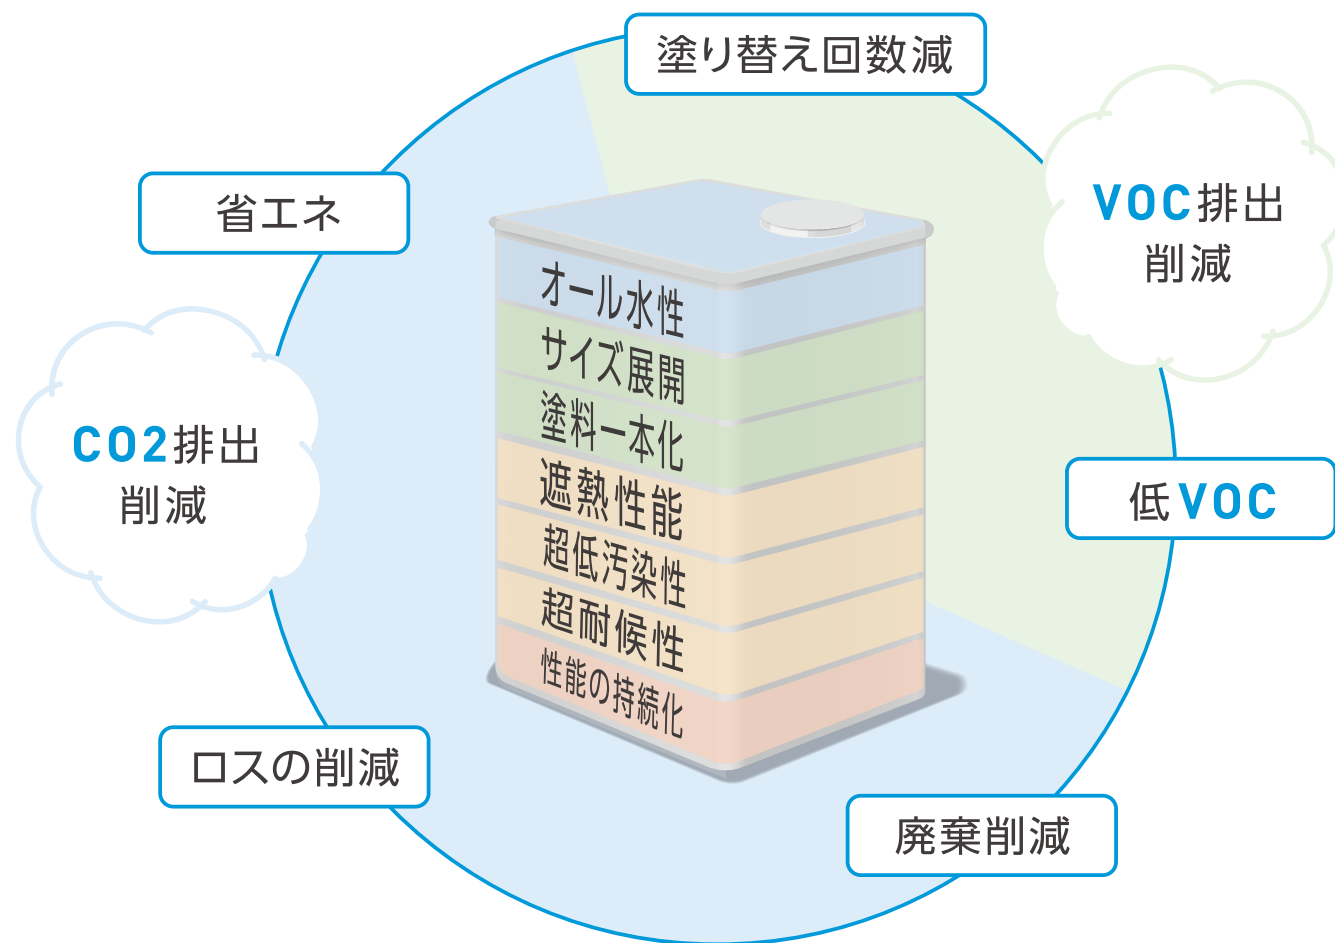 塗り替え回数減
省エネ
VOC排出
削減
オール水性
サイズ展開
塗料一本化
遮熱性能
超低汚染性
超耐候性
性能の持続化
CO2排出
削減
低VOC
ロスの削減
廃棄削減